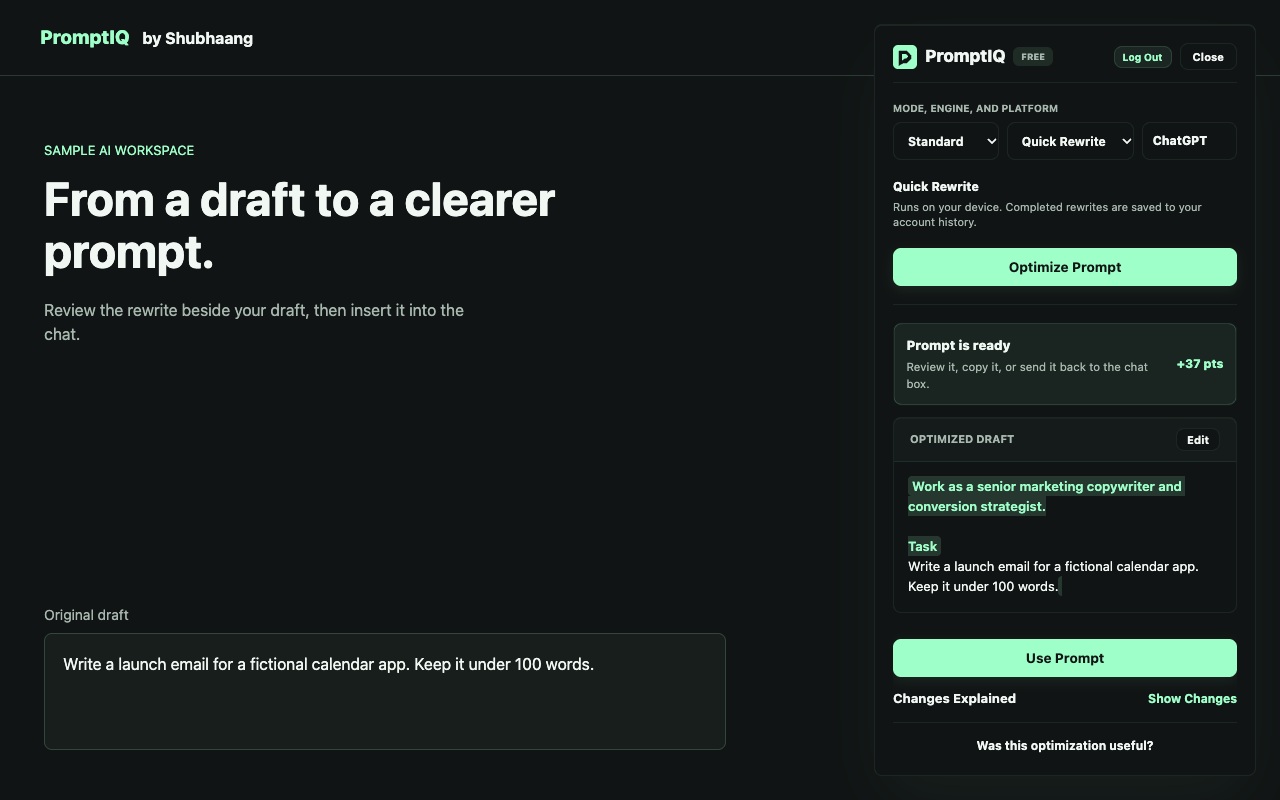 PromptIQ by Shubhaang
SAMPLE AI WORKSPACE
From a draft to a clearer
prompt.
Review the rewrite beside your draft, then insert it into the
chat.
Original draft
Write a launch email for a fictional calendar app. Keep it under 100 words.
PromptIQ FREE Log Out Close
MODE, ENGINE, AND PLATFORM
Standard Quick Rewrite ChatGPT
Quick Rewrite
Runs on your device. Completed rewrites are saved to your
account history.
Optimize Prompt
Prompt is ready
Review it, copy it, or send it back to the chat
box.
+37 pts
OPTIMIZED DRAFT Edit
Work as a senior marketing copywriter and
conversion strategist.
Task
Write a launch email for a fictional calendar app.
Keep it under 100 words.
Use Prompt
Changes Explained Show Changes
Was this optimization useful?